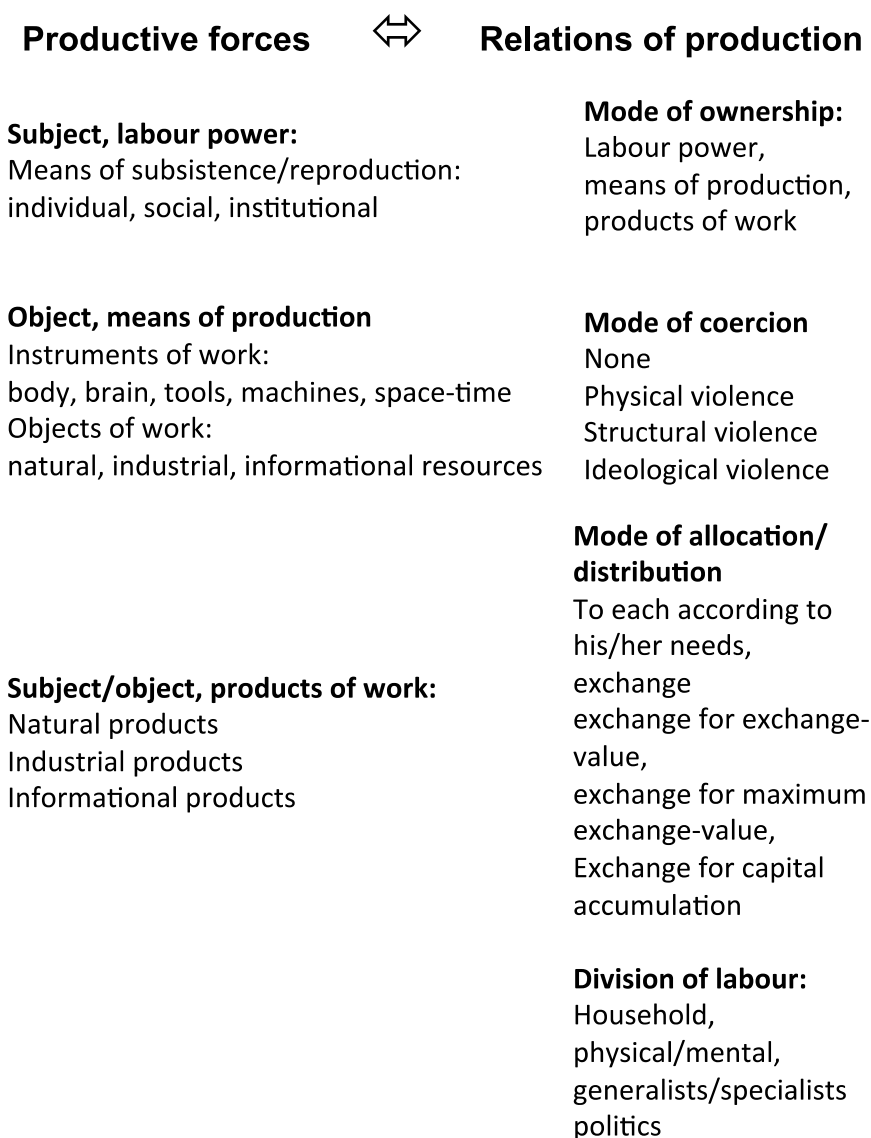 Productive forces ⇔ Relations of production
Subject, labour power:
Means of subsistence/reproduction:
individual, social, institutional
Object, means of production
Instruments of work:
body, brain, tools, machines, space-time
Objects of work:
natural, industrial, informational resources
Subject/object, products of work:
Natural products
Industrial products
Informational products
Mode of ownership:
Labour power,
means of production,
products of work
Mode of coercion
None
Physical violence
Structural violence
Ideological violence
Mode of allocation/
distribution
To each according to
his/her needs,
exchange
exchange for exchange-
value,
exchange for maximum
exchange-value,
Exchange for capital
accumulation
Division of labour:
Household,
physical/mental,
generalists/specialists
politics